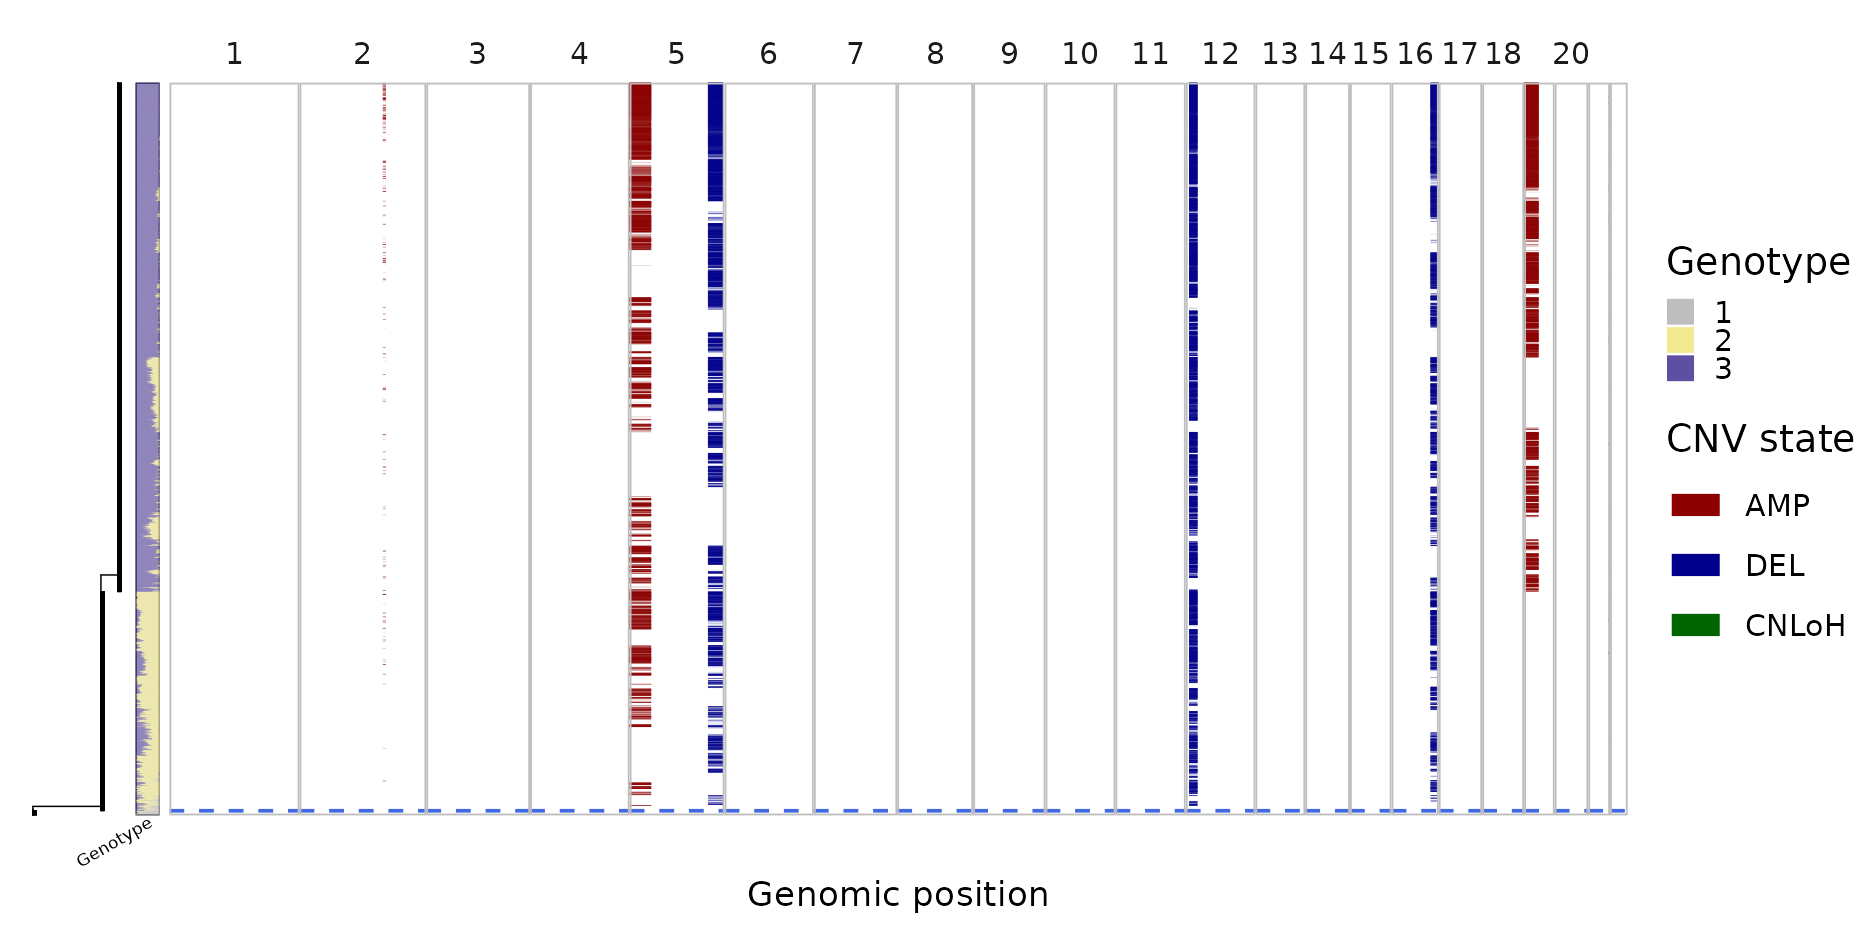 1 2 3 4 5 6 7 8 9 10 11 12 13 14 15 16 17 18 20
Genotype
1
2
3
CNV state
AMP
DEL
CNLoH
Genotype
Genomic position